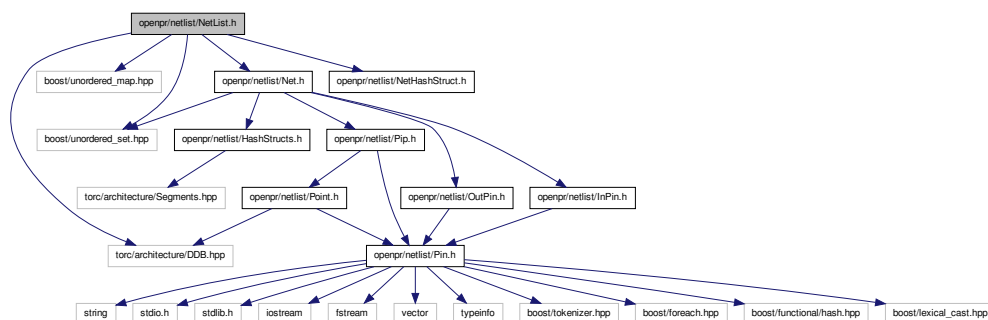 openpr/netlist/NetList.h
boost/unordered_map.hpp
openpr/netlist/Net.h
openpr/netlist/NetHashStruct.h
boost/unordered_set.hpp
openpr/netlist/HashStructs.h
openpr/netlist/Pip.h
torc/architecture/Segments.hpp
openpr/netlist/Point.h
openpr/netlist/OutPin.h
openpr/netlist/InPin.h
torc/architecture/DDB.hpp
openpr/netlist/Pin.h
string
stdio.h
stdlib.h
iostream
fstream
vector
typeinfo
boost/tokenizer.hpp
boost/foreach.hpp
boost/functional/hash.hpp
boost/lexical_cast.hpp